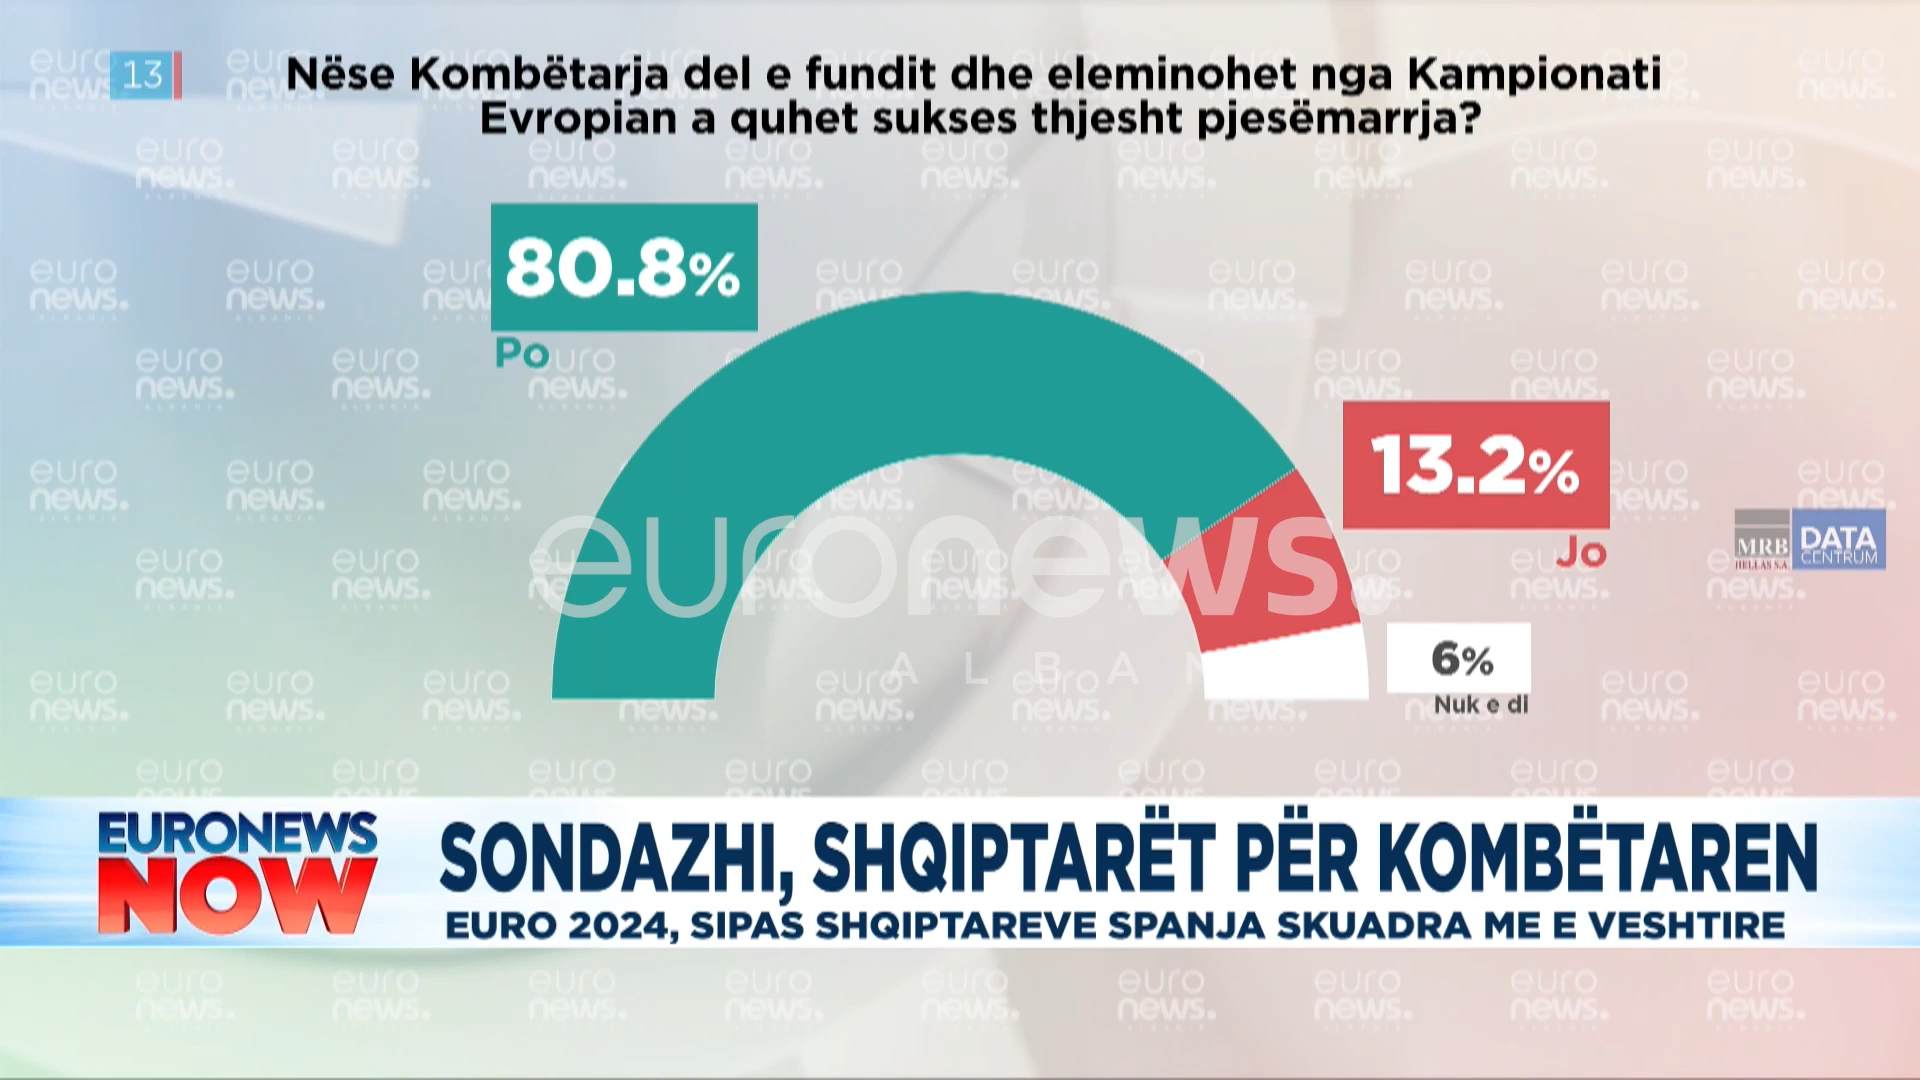 13
Nëse Kombëtarja del e fundit dhe eleminohet nga Kampionati
Evropian a quhet sukses thjesht pjesëmarrja?
80.8%
Po
13.2%
Jo
6%
Nuk e di
MRB
HELLAS S.A.
DATA
CENTRUM
euronews.
ALBAN
EURONEWS
NOW
SONDAZHI, SHQIPTARËT PËR KOMBËTAREN
EURO 2024, SIPAS SHQIPTAREVE SPANJA SKUADRA ME E VESHTIRE